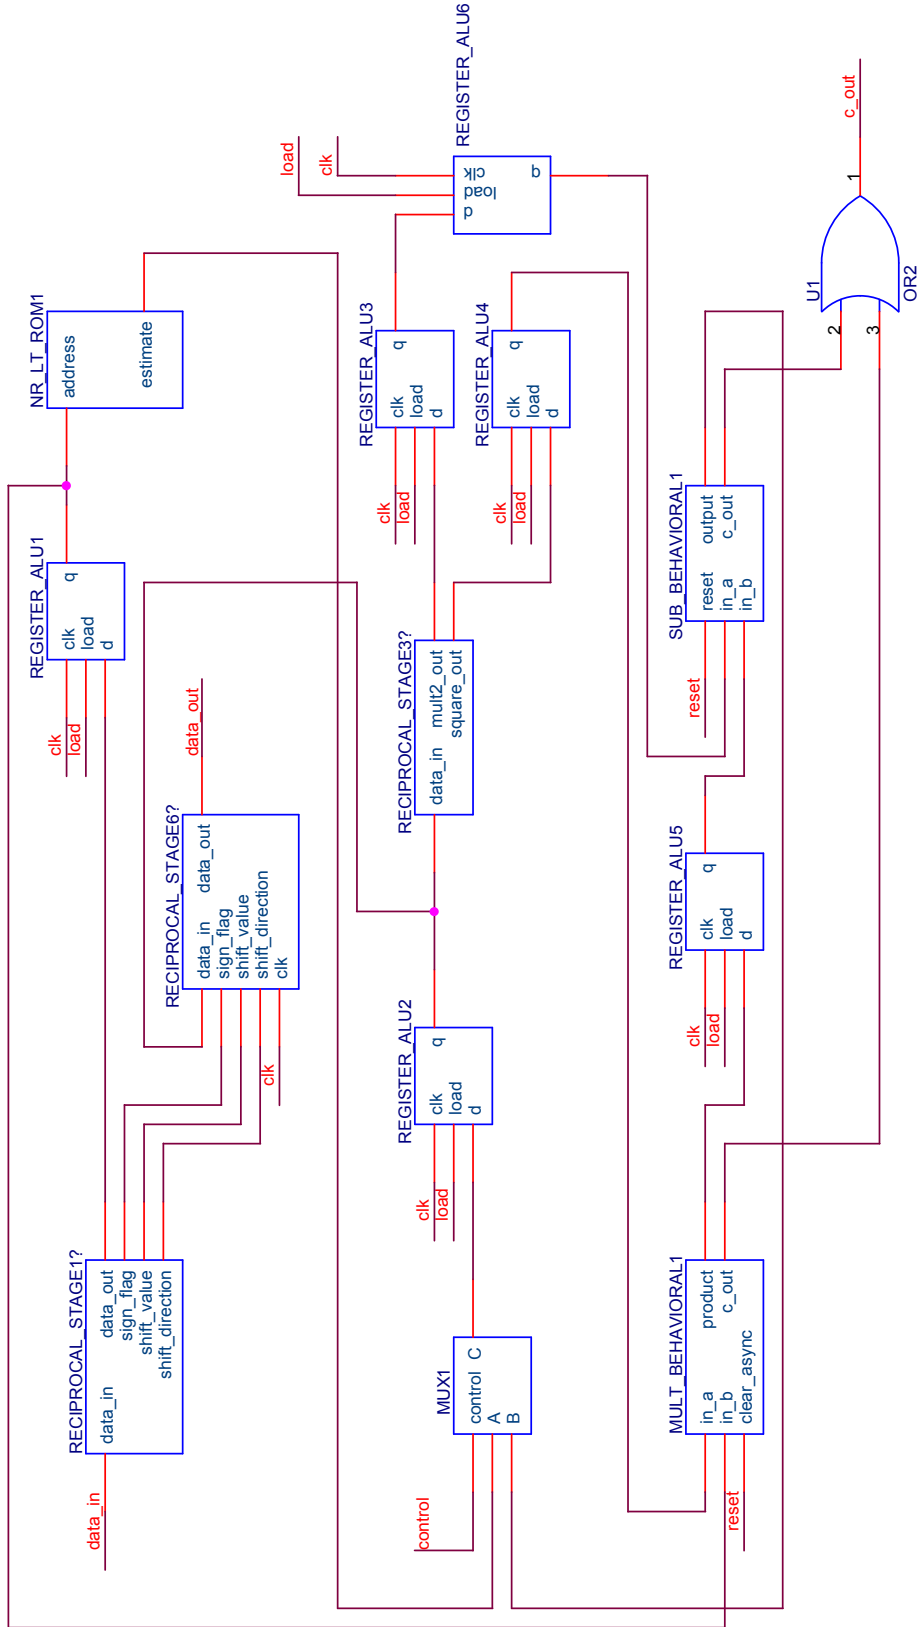 RECIPROCAL_STAGE1?
data_in
data_in
data_out
sign_flag
shift_value
shift_direction
REGISTER_ALU1
clk
load
clk
load
d
q
NR_LT_ROM1
address
estimate
RECIPROCAL_STAGE6?
data_in
sign_flag
shift_value
shift_direction
clk
data_out
clk
data_out
MUX1
control
control
A
B
C
REGISTER_ALU2
clk
load
clk
load
d
q
RECIPROCAL_STAGE3?
data_in
mult2_out
square_out
REGISTER_ALU3
clk
load
clk
load
d
q
REGISTER_ALU4
clk
load
clk
load
d
q
REGISTER_ALU6
load
clk
clk
load
d
q
MULT_BEHAVIORAL1
in_a
in_b
clear_async
product
c_out
reset
REGISTER_ALU5
clk
load
clk
load
d
q
SUB_BEHAVIORAL1
reset
reset
in_a
in_b
output
c_out
U1
2
3
1
OR2
c_out